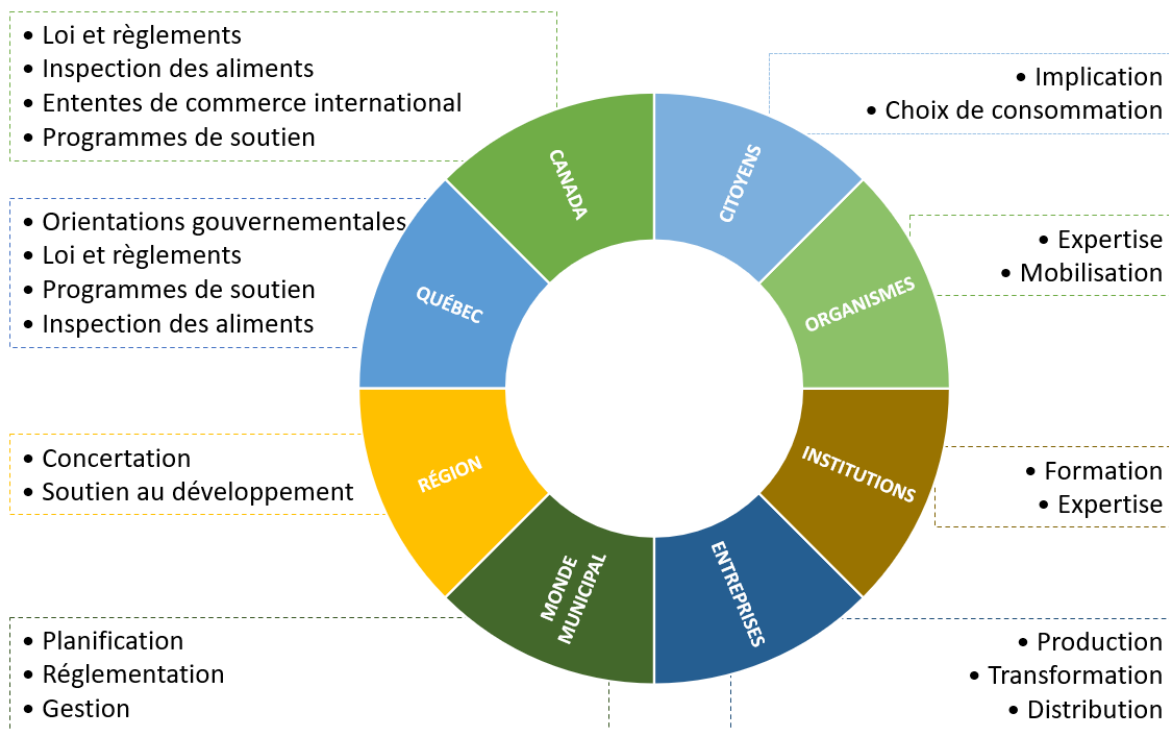 • Loi et règlements
• Inspection des aliments
• Ententes de commerce international
• Programmes de soutien
CANADA
• Orientations gouvernementales
• Loi et règlements
• Programmes de soutien
• Inspection des aliments
QUÉBEC
• Concertation
• Soutien au développement
RÉGION
• Planification
• Réglementation
• Gestion
MONDE
MUNICIPAL
CITOYENS
• Implication
• Choix de consommation
ORGANISMES
• Expertise
• Mobilisation
INSTITUTIONS
• Formation
• Expertise
ENTREPRISES
• Production
• Transformation
• Distribution